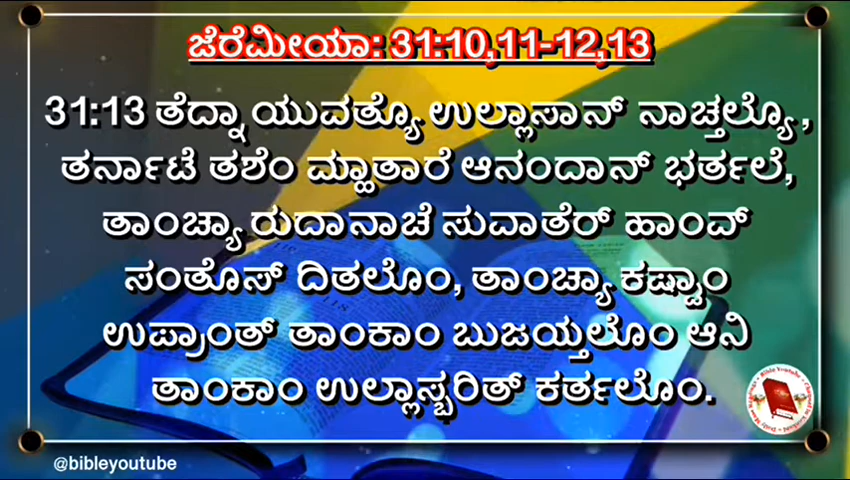 ಜೆರೆಮೀಯಾ: 31:10,11-12,13
31:13 ತೆದ್ನಾ ಯುವತ್ಯೊ ಉಲ್ಲಾಸಾನ್ ನಾಚ್ತಲ್ಯೊ,
ತರ್ನಾಟೆ ತಶೆಂ ಮ್ಹಾತಾರೆ ಆನಂದಾನ್ ಭರ್ತಲೆ,
ತಾಂಚ್ಯಾ ರುದಾನಾಚೆ ಸುವಾತೆರ್ ಹಾಂವ್
ಸಂತೊಸ್ ದಿತಲೊಂ, ತಾಂಚ್ಯಾ ಕಷ್ಟಾಂ
ಉಪ್ರಾಂತ್ ತಾಂಕಾಂ ಬುಜಯ್ತಲೊಂ ಆನಿ
ತಾಂಕಾಂ ಉಲ್ಲಾಸ್ಭರಿತ್ ಕರ್ತಲೊಂ.
@bibleyoutube